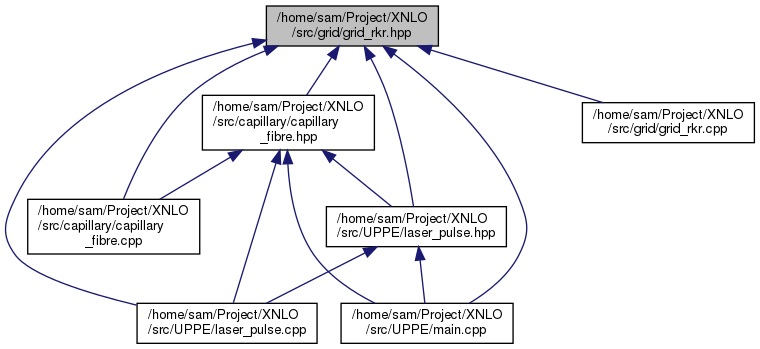 /home/sam/Project/XNLO
/src/grid/grid_rkr.hpp
/home/sam/Project/XNLO
/src/capillary/capillary
_fibre.hpp
/home/sam/Project/XNLO
/src/grid/grid_rkr.cpp
/home/sam/Project/XNLO
/src/capillary/capillary
_fibre.cpp
/home/sam/Project/XNLO
/src/UPPE/laser_pulse.hpp
/home/sam/Project/XNLO
/src/UPPE/laser_pulse.cpp
/home/sam/Project/XNLO
/src/UPPE/main.cpp